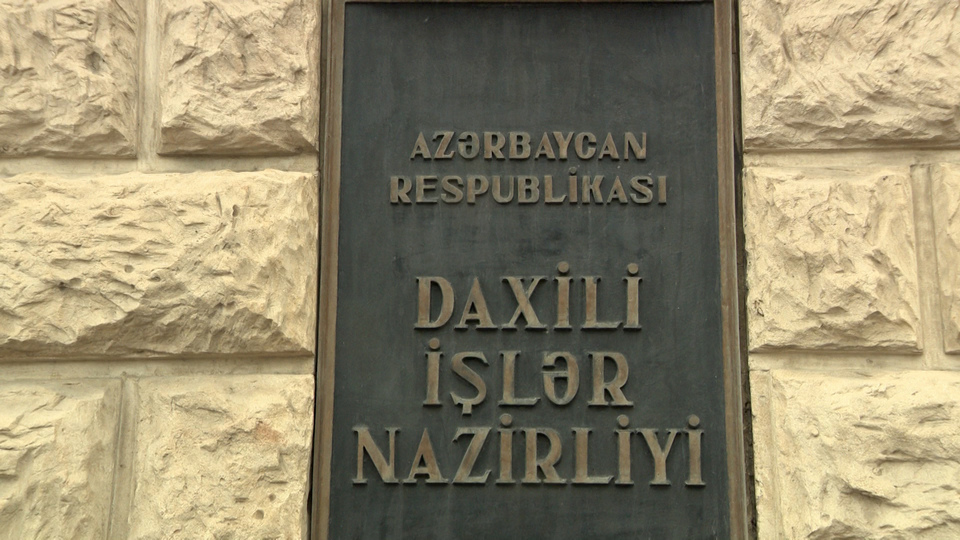 AZƏRBAYCAN
RESPUBLİKASI
DAXİLİ
İŞLƏR
NAZİRLİYİ